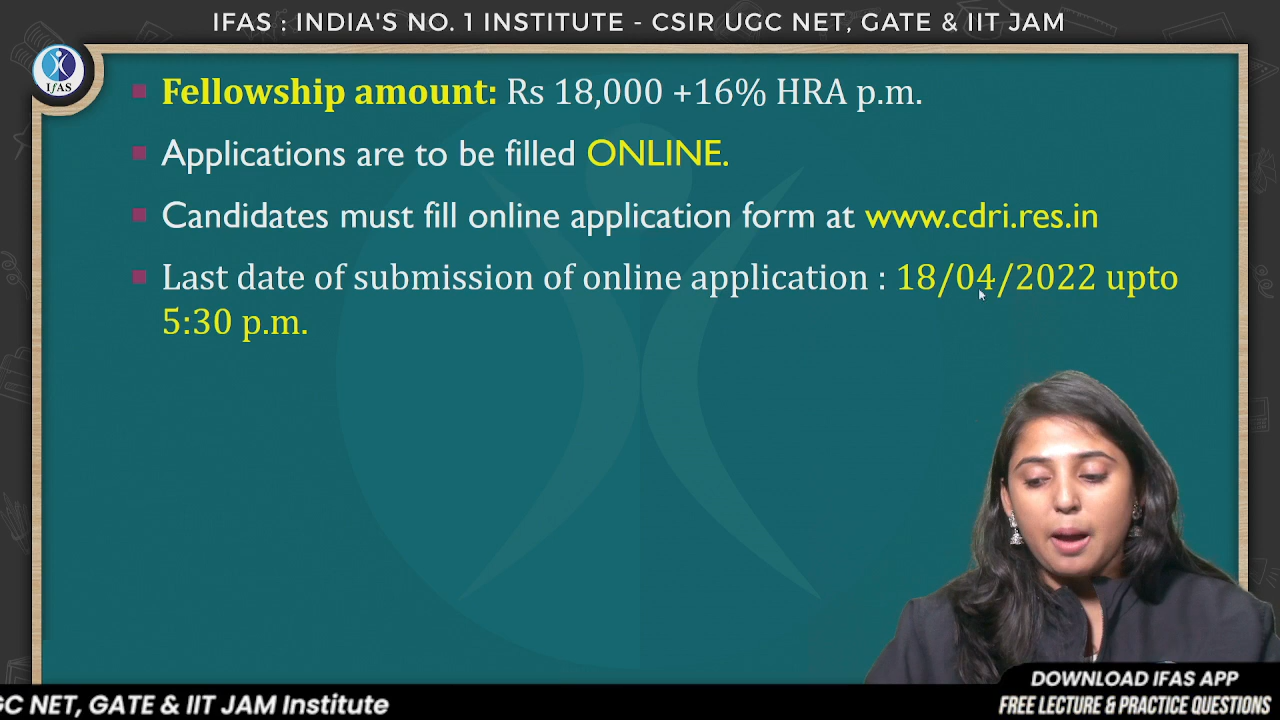 IFAS : INDIA'S NO. 1 INSTITUTE - CSIR UGC NET, GATE & IIT JAM
IFAS
Fellowship amount: Rs 18,000 +16% HRA p.m.
Applications are to be filled ONLINE.
Candidates must fill online application form at www.cdri.res.in
Last date of submission of online application : 18/04/2022 upto
5:30 p.m.
DOWNLOAD IFAS APP
GC NET, GATE & IIT JAM Institute
FREE LECTURE & PRACTICE QUESTIONS